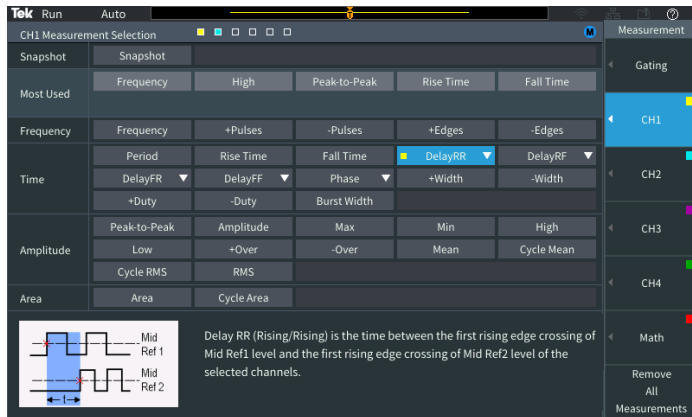 Tek Run Auto
CH1 Measurement Selection M Measurement
Snapshot Snapshot
Gating
Most Used Frequency High Peak-to-Peak Rise Time Fall Time
CH1
Frequency Frequency +Pulses -Pulses +Edges -Edges
Time Period Rise Time Fall Time DelayRR DelayRF
DelayFR DelayFF Phase +Width -Width
CH2
+Duty -Duty Burst Width
Amplitude Peak-to-Peak Amplitude Max Min High
CH3
Low +Over -Over Mean Cycle Mean
Cycle RMS RMS
CH4
Area Area Cycle Area
Mid
Ref 1
Mid
Ref 2
t
Delay RR (Rising/Rising) is the time between the first rising edge crossing of
Mid Ref1 level and the first rising edge crossing of Mid Ref2 level of the
selected channels.
Math
Remove
All
Measurements